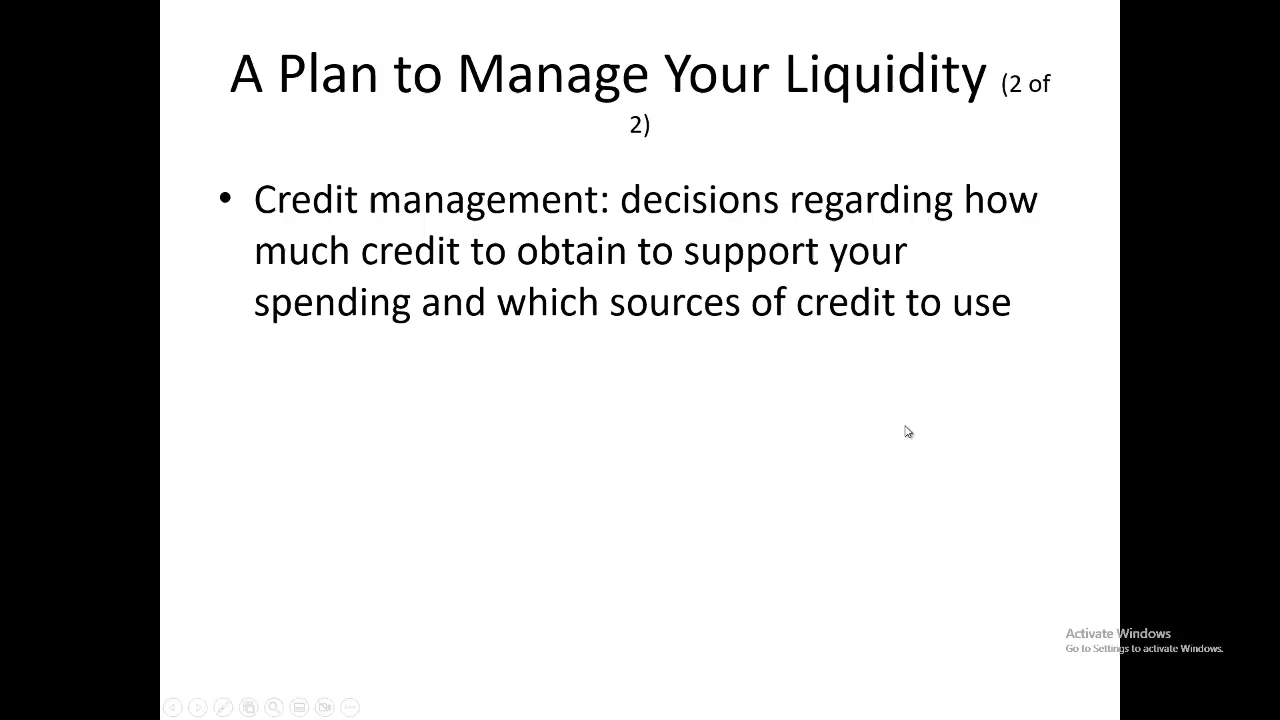 A Plan to Manage Your Liquidity (2 of
2)
• Credit management: decisions regarding how
much credit to obtain to support your
spending and which sources of credit to use
Activate Windows
Go to Settings to activate Windows.